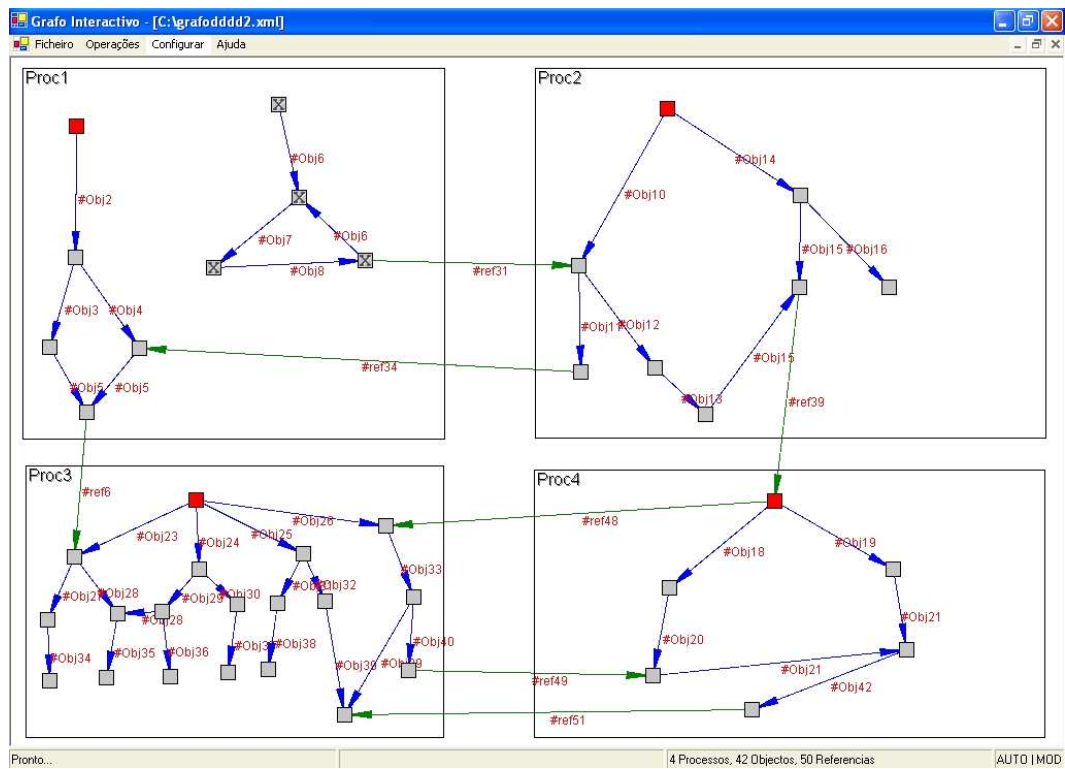 Grafo Interactivo - [C:\grafodddd2.xml]
Ficheiro Operações Configurar Ajuda
Proc1
#Obj2
#Obj6
#Obj7
#Obj6
#Obj8
#Obj3
#Obj4
#Obj5
#Obj5
#ref31
#ref34
Proc2
#Obj14
#Obj10
#Obj15
#Obj16
#Obj11
#Obj12
#Obj15
#Obj13
#ref39
#ref6
Proc3
#Obj26
#Obj23
#Obj24
#Obj25
#Obj33
#Obj27
#Obj28
#Obj29
#Obj30
#Obj32
#Obj28
#Obj34
#Obj35
#Obj36
#Obj38
#Obj39
#Obj40
#ref48
#ref49
#ref51
Proc4
#Obj18
#Obj19
#Obj20
#Obj21
#Obj21
#Obj42
Pronto...
4 Processos, 42 Objectos, 50 Referencias
AUTO | MOD